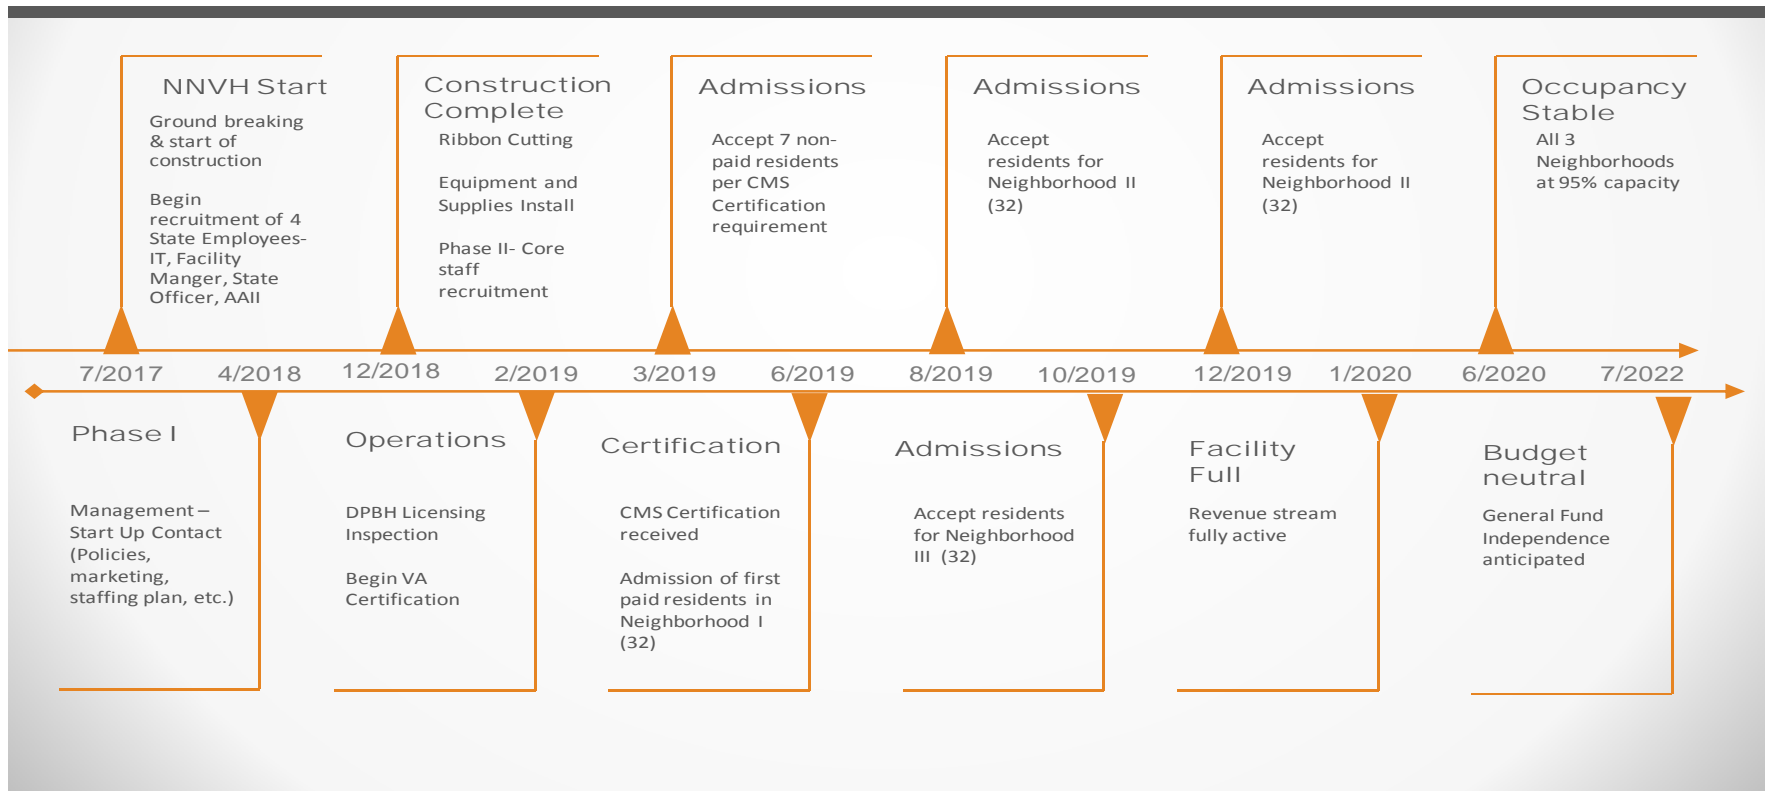 NNVH Start
Ground breaking
& start of
construction
Begin
recruitment of 4
State Employees-
IT, Facility
Manger, State
Officer, AAII
Construction
Complete
Ribbon Cutting
Equipment and
Supplies Install
Phase II- Core
staff
recruitment
Admissions
Accept 7 non-
paid residents
per CMS
Certification
requirement
Admissions
Accept
residents for
Neighborhood II
(32)
Admissions
Accept
residents for
Neighborhood II
(32)
Occupancy
Stable
All 3
Neighborhoods
at 95% capacity
7/2017 4/2018 12/2018 2/2019 3/2019 6/2019 8/2019 10/2019 12/2019 1/2020 6/2020 7/2022
Phase I
Management –
Start Up Contact
(Policies,
marketing,
staffing plan, etc.)
Operations
DPBH Licensing
Inspection
Begin VA
Certification
Certification
CMS Certification
received
Admission of first
paid residents in
Neighborhood I
(32)
Admissions
Accept residents
for Neighborhood
III (32)
Facility
Full
Revenue stream
fully active
Budget
neutral
General Fund
Independence
anticipated